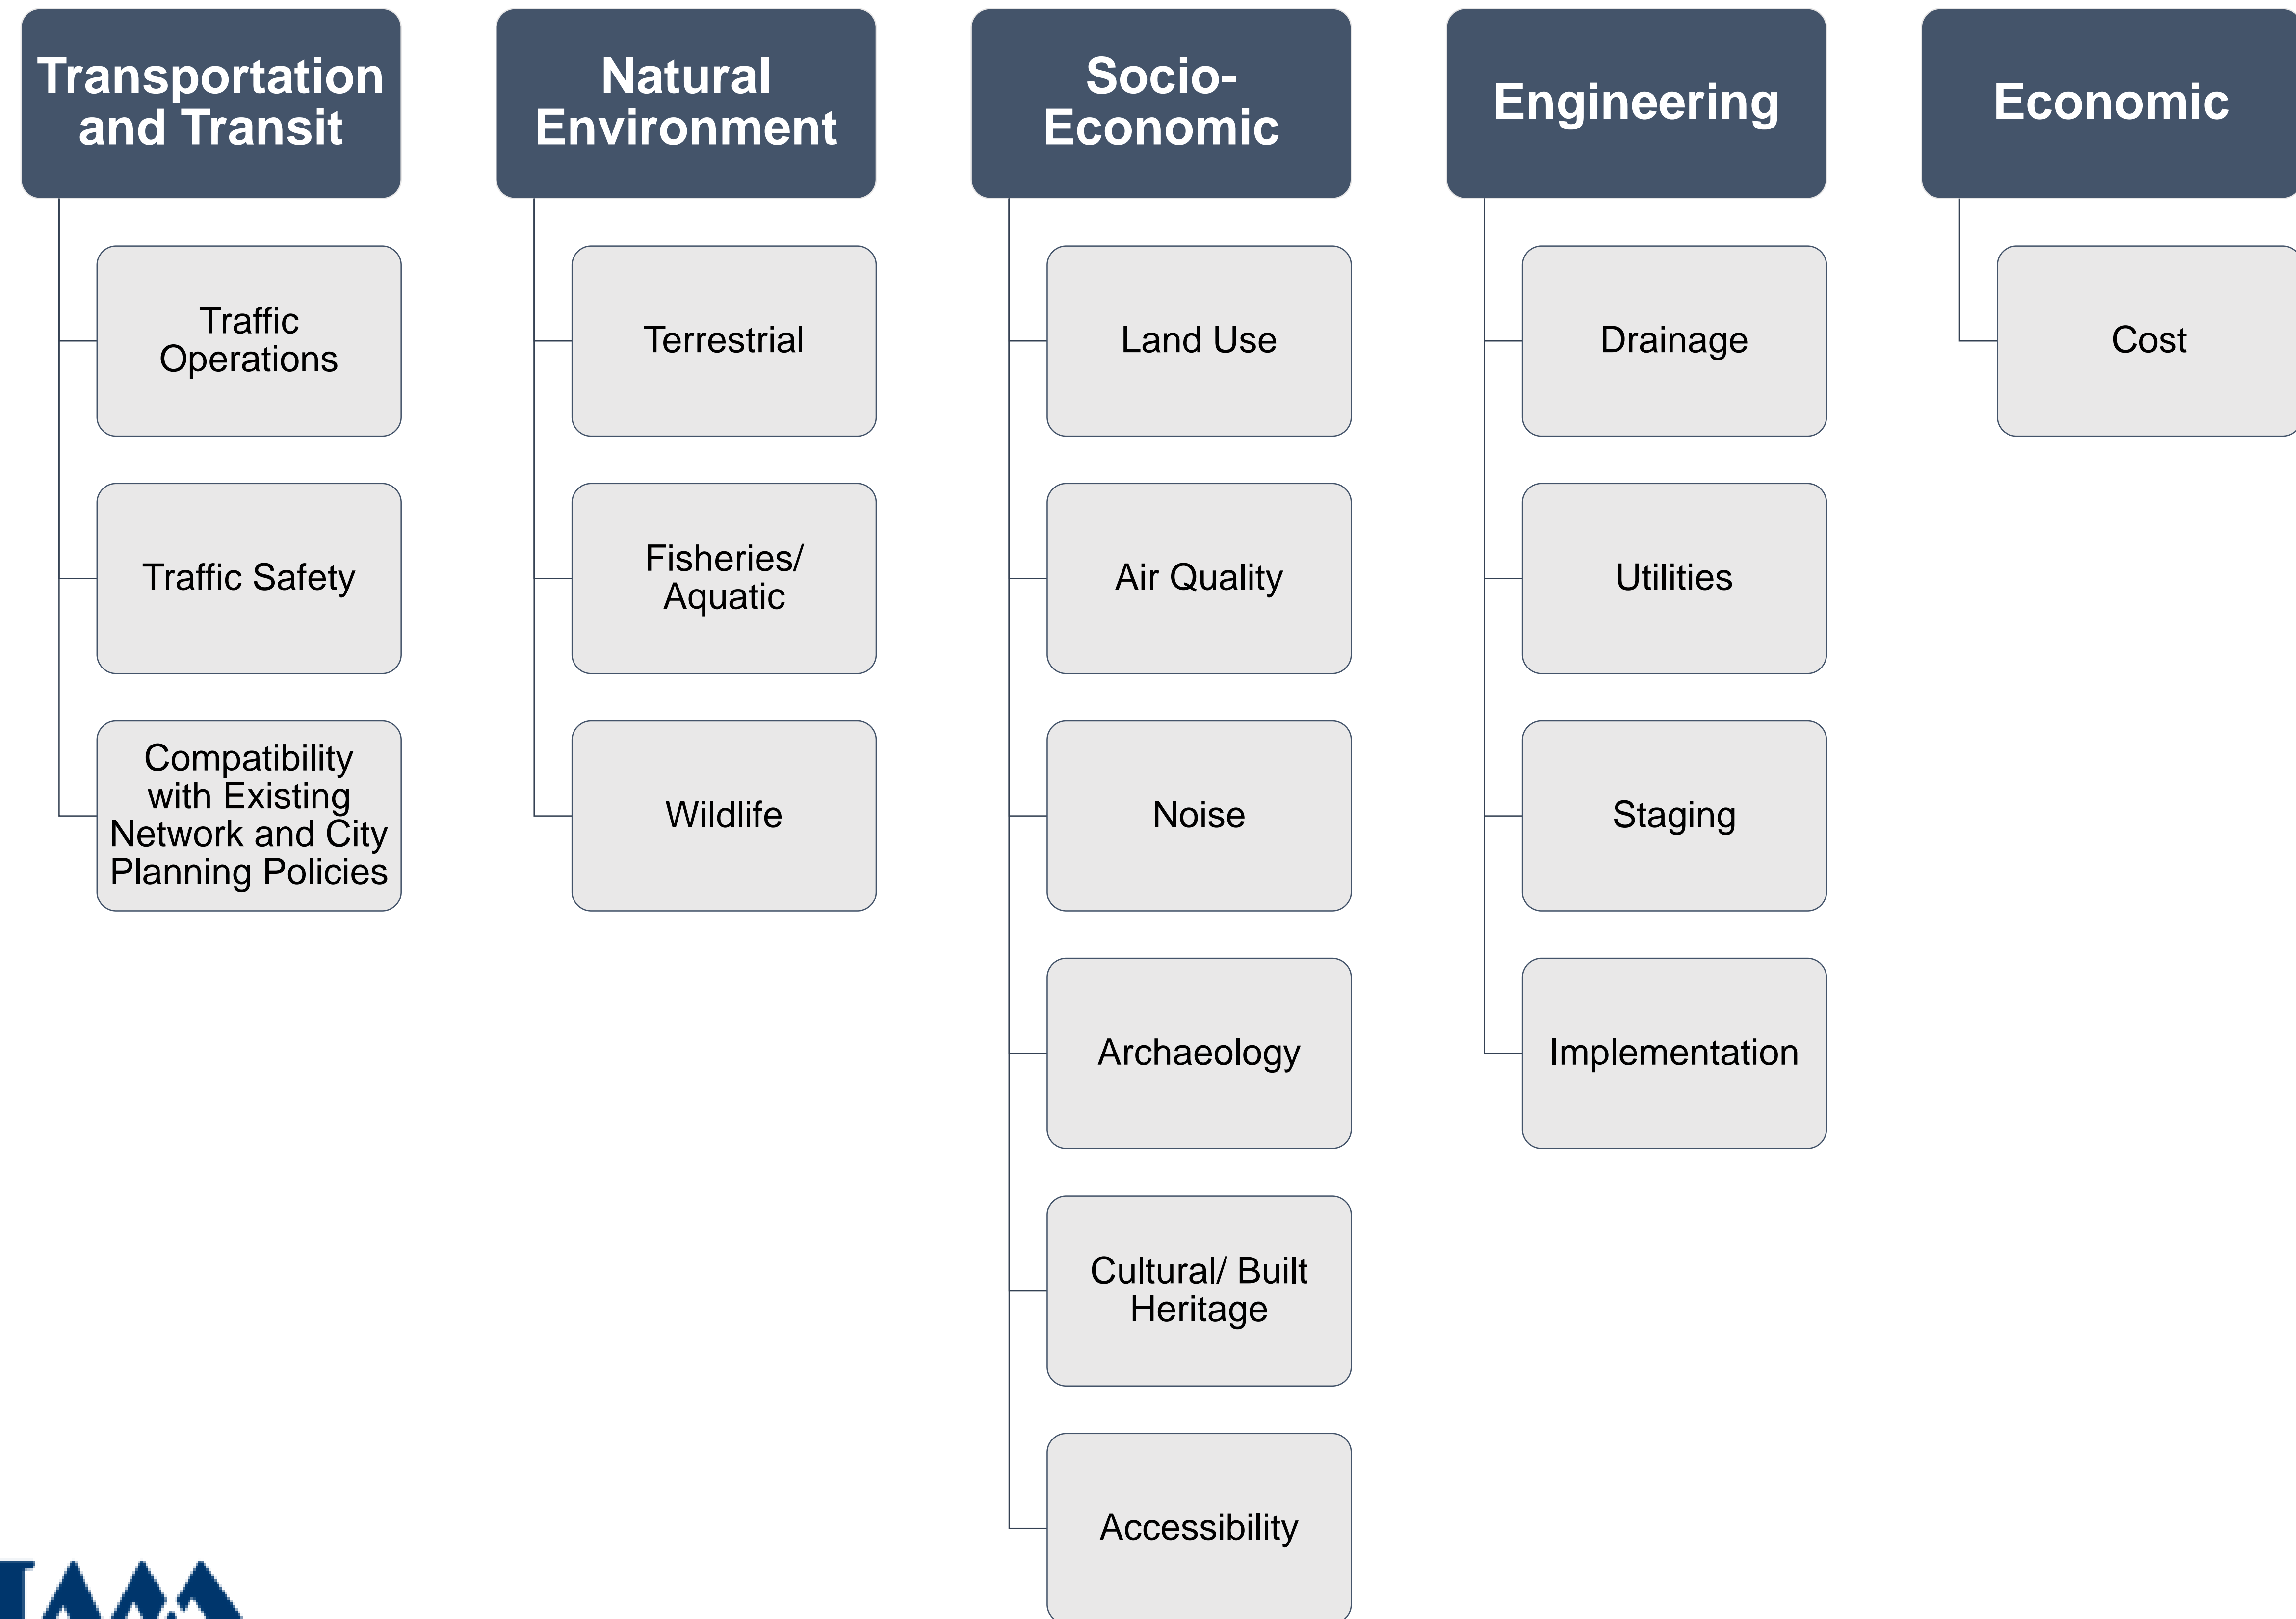 Transportation
and Transit
Traffic
Operations
Traffic Safety
Compatibility
with Existing
Network and City
Planning Policies
Natural
Environment
Terrestrial
Fisheries/
Aquatic
Wildlife
Socio-
Economic
Land Use
Air Quality
Noise
Archaeology
Cultural/ Built
Heritage
Accessibility
Engineering
Drainage
Utilities
Staging
Implementation
Economic
Cost